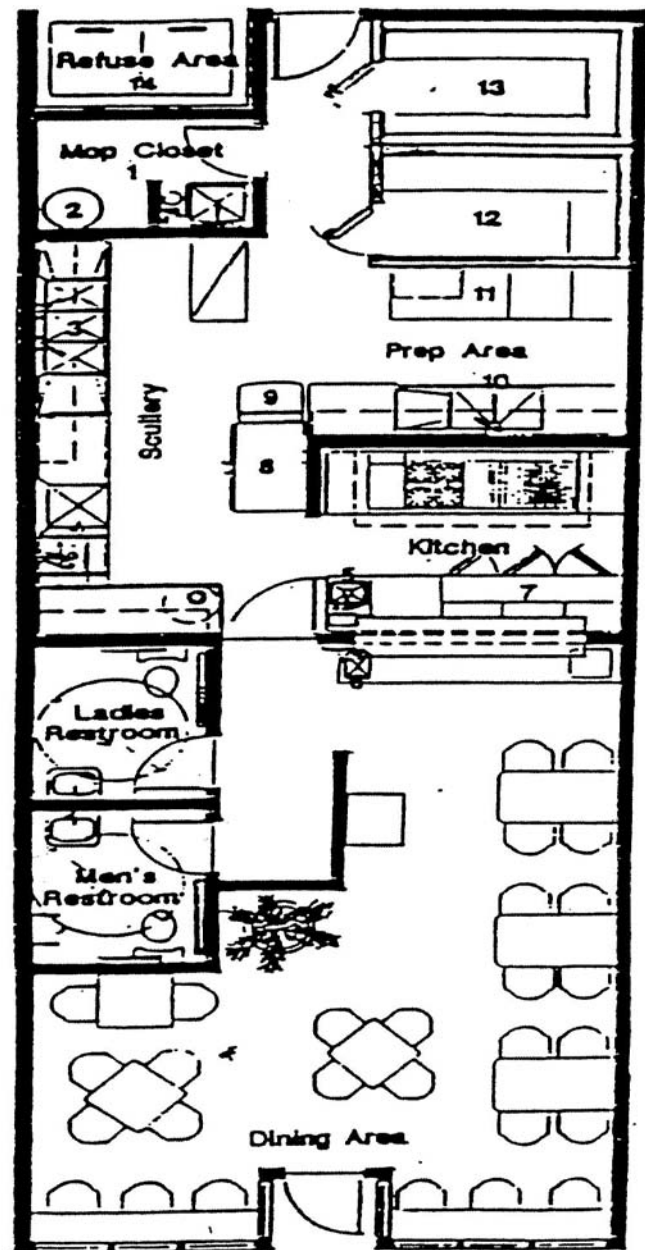 Refuse Area
14
13
Mop Closet
1
2
12
3
11
Prep Area
10
9
Scullery
8
Kitchen
7
Ladies
Restroom
Men's
Restroom
Dining Area